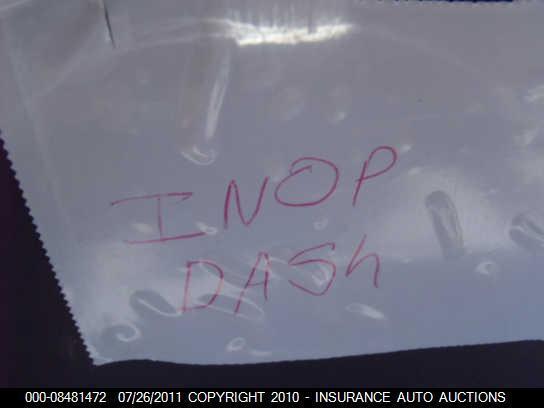 INOP
DASh
000-08481472 07/26/2011 COPYRIGHT 2010 - INSURANCE AUTO AUCTIONS